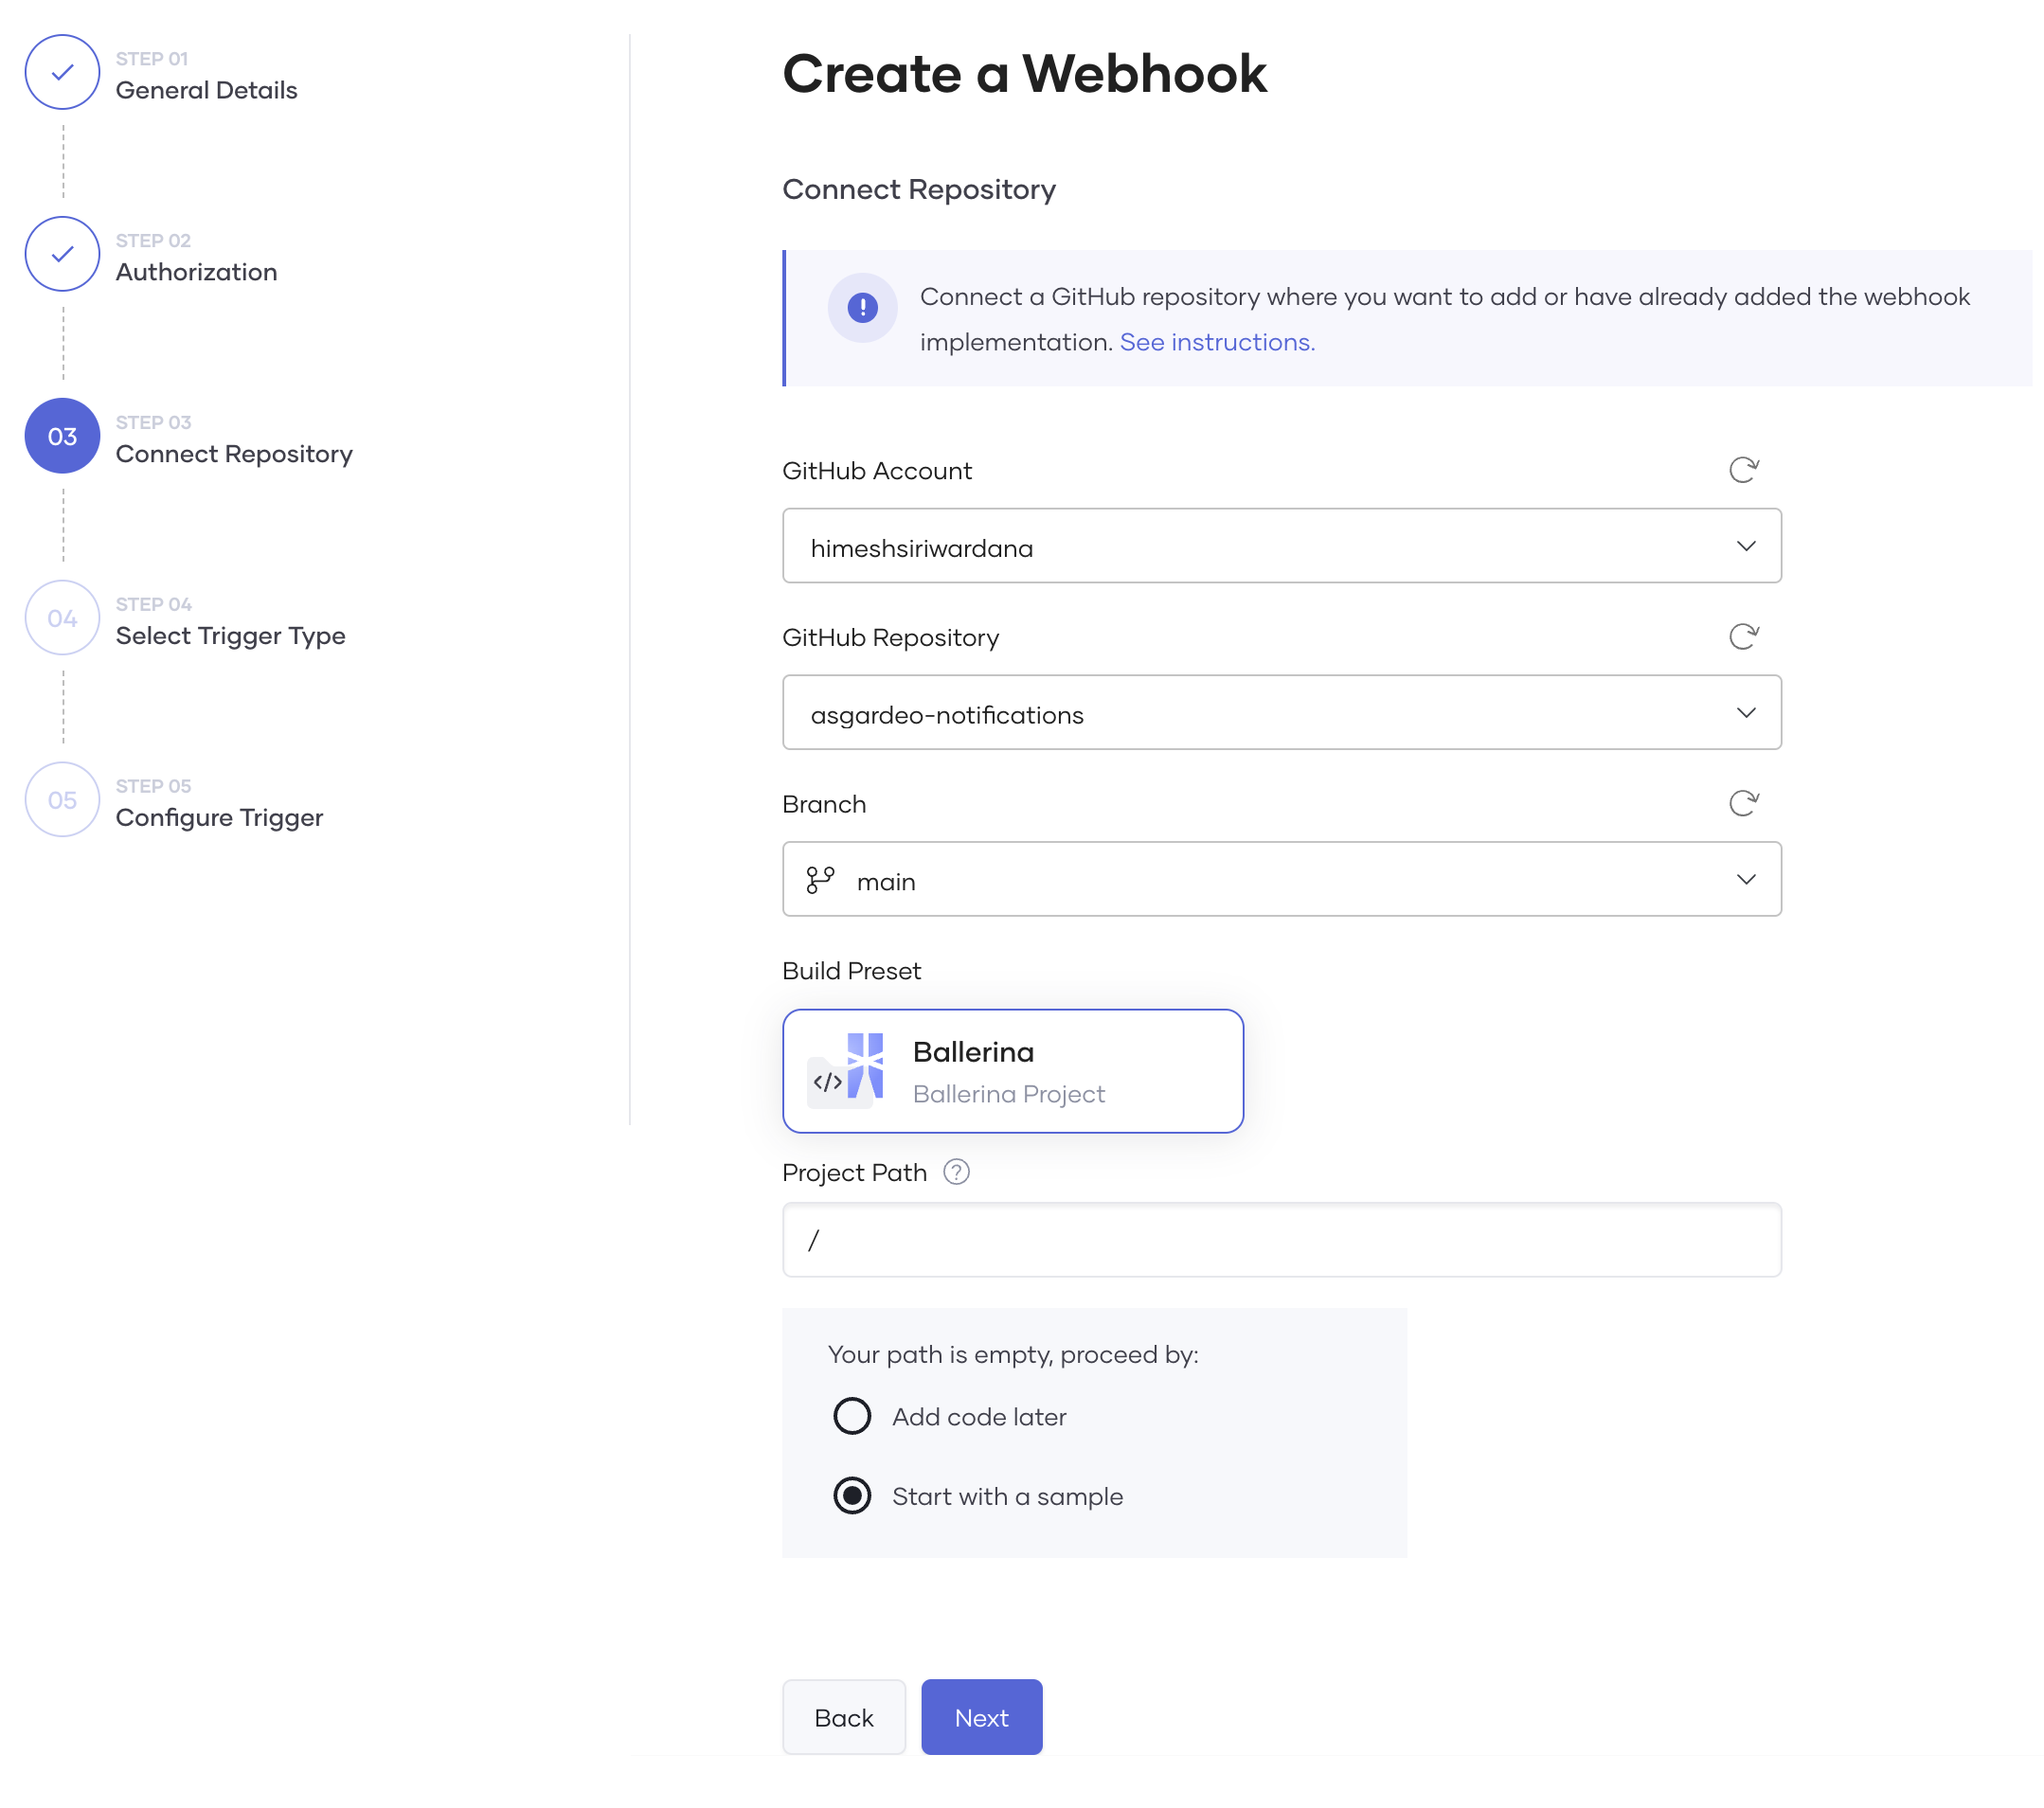 STEP 01
General Details
STEP 02
Authorization
03
STEP 03
Connect Repository
04
STEP 04
Select Trigger Type
05
STEP 05
Configure Trigger
Create a Webhook
Connect Repository
Connect a GitHub repository where you want to add or have already added the webhook
implementation. See instructions.
GitHub Account
himeshsiriwardana
GitHub Repository
asgardeo-notifications
Branch
main
Build Preset
Ballerina
Ballerina Project
Project Path
/
Your path is empty, proceed by:
Add code later
Start with a sample
Back
Next